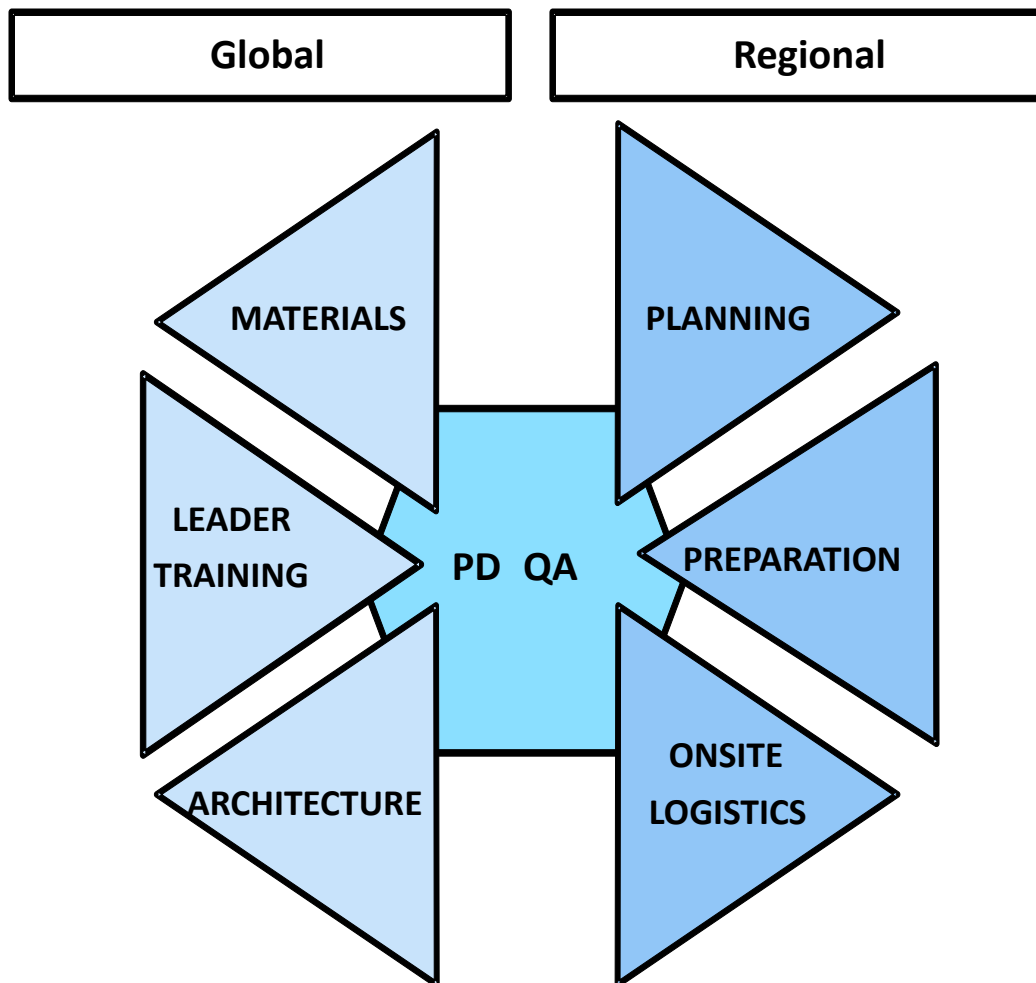 Global
Regional
MATERIALS
PLANNING
LEADER
TRAINING
PD QA
PREPARATION
ARCHITECTURE
ONSITE
LOGISTICS